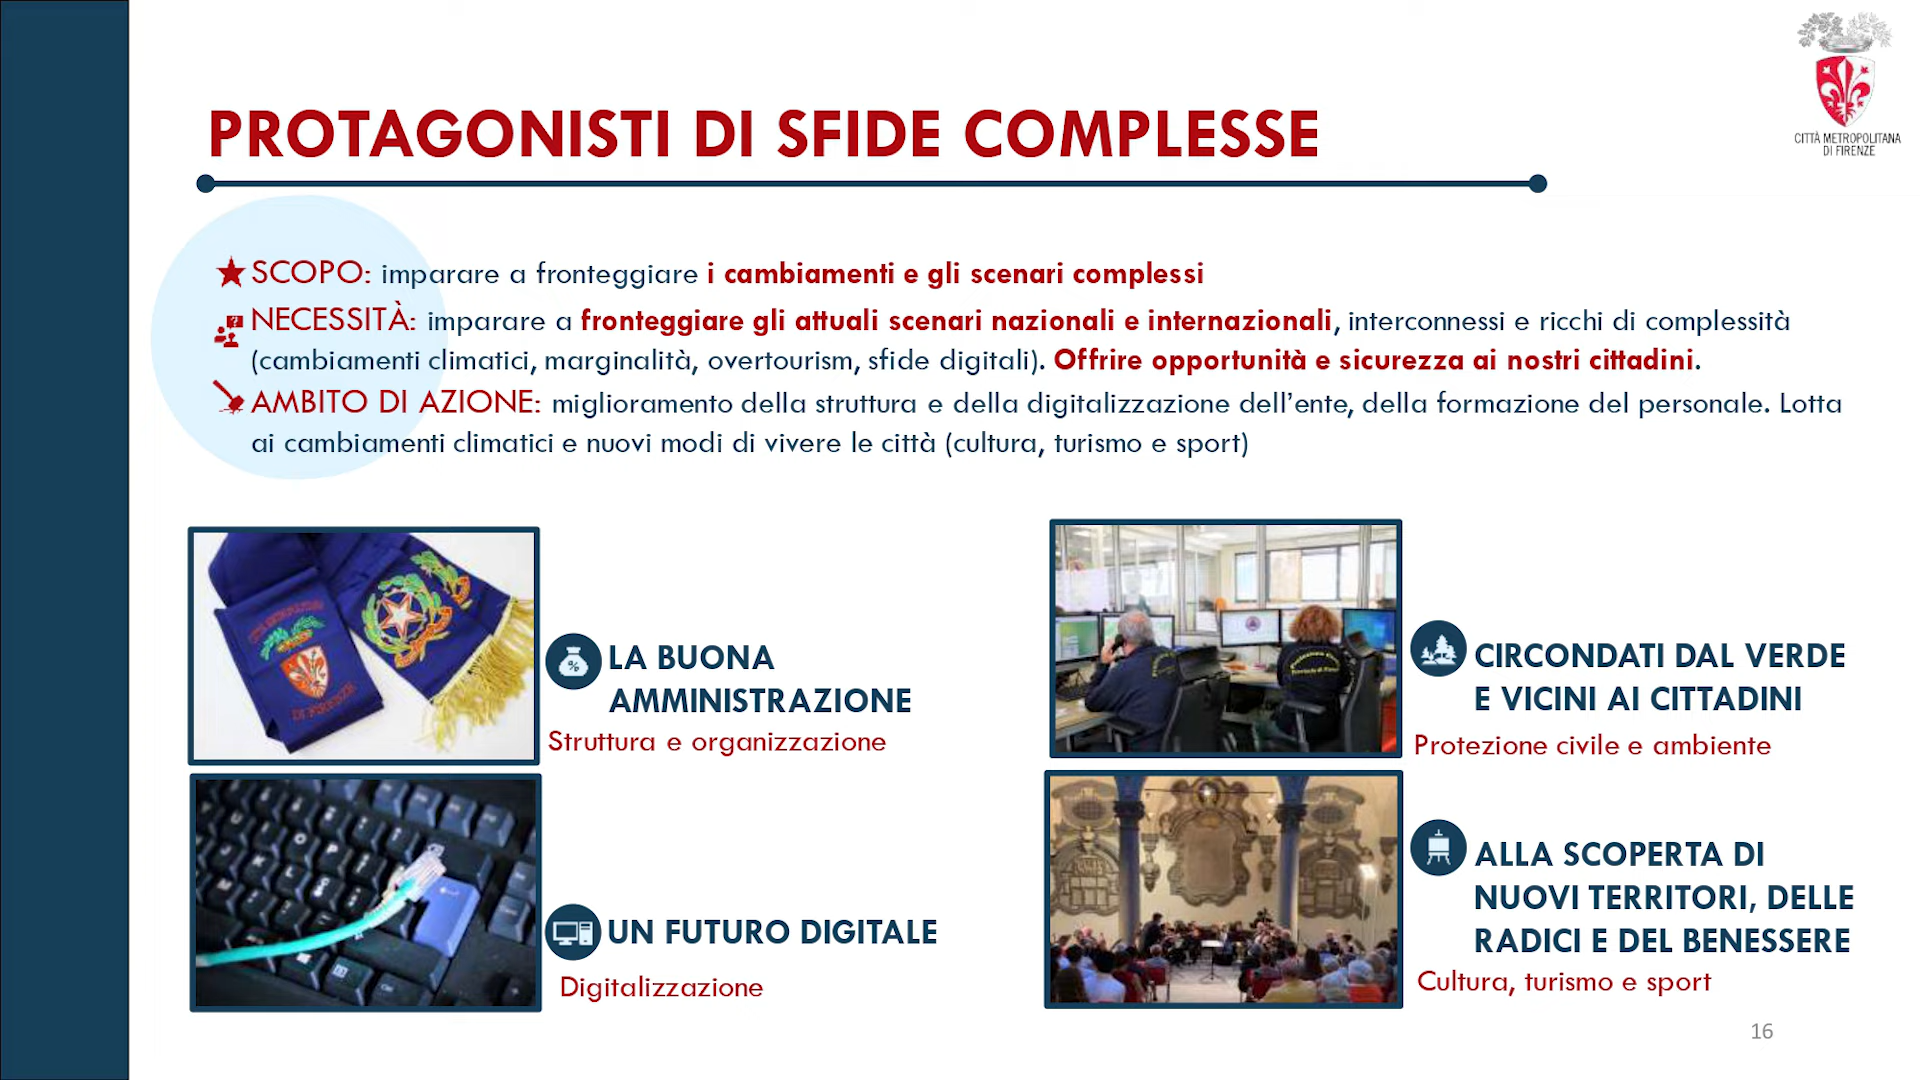 CITTÀ METROPOLITANA
DI FIRENZE
PROTAGONISTI DI SFIDE COMPLESSE
SCOPO: imparare a fronteggiare i cambiamenti e gli scenari complessi
NECESSITÀ: imparare a fronteggiare gli attuali scenari nazionali e internazionali, interconnessi e ricchi di complessità
(cambiamenti climatici, marginalità, overtourism, sfide digitali). Offrire opportunità e sicurezza ai nostri cittadini.
AMBITO DI AZIONE: miglioramento della struttura e della digitalizzazione dell'ente, della formazione del personale. Lotta
ai cambiamenti climatici e nuovi modi di vivere le città (cultura, turismo e sport)
LA BUONA
AMMINISTRAZIONE
Struttura e organizzazione
UN FUTURO DIGITALE
Digitalizzazione
CIRCONDATI DAL VERDE
E VICINI AI CITTADINI
Protezione civile e ambiente
ALLA SCOPERTA DI
NUOVI TERRITORI, DELLE
RADICI E DEL BENESSERE
Cultura, turismo e sport
16